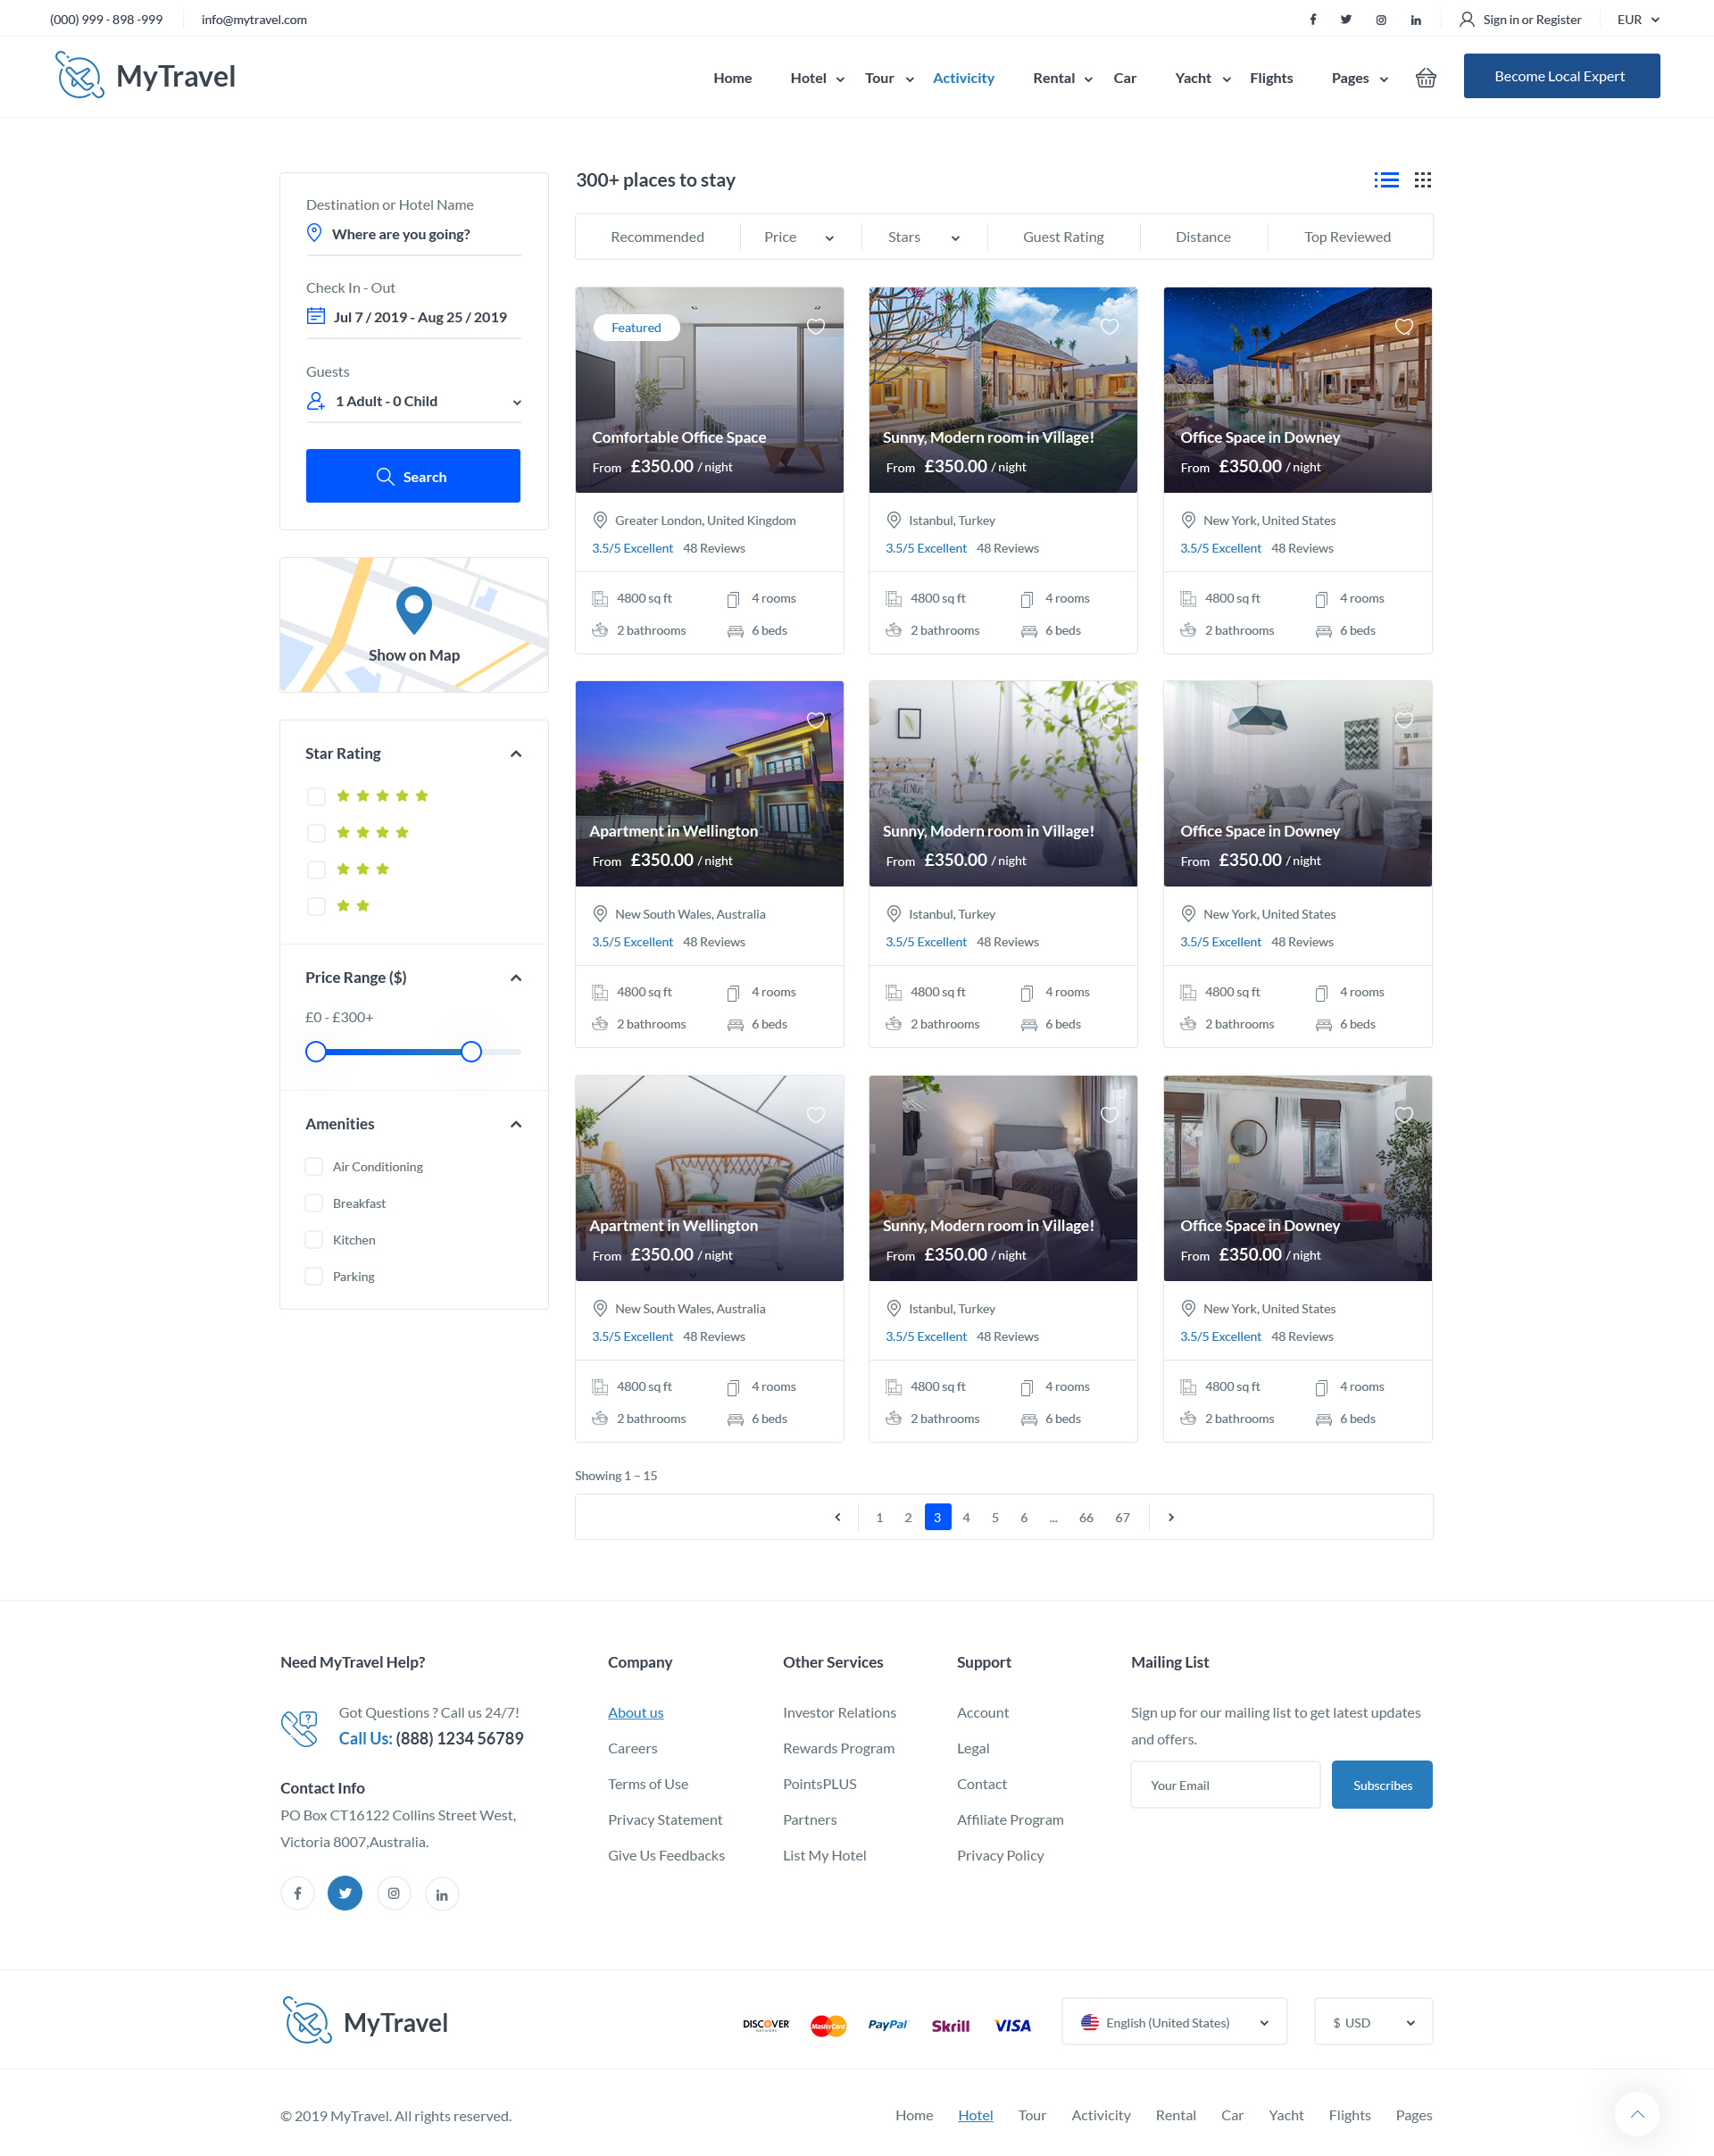 (000) 999 - 898 -999 info@mytravel.com Sign in or Register EUR
MyTravel Home Hotel Tour Activicity Rental Car Yacht Flights Pages Become Local Expert
Destination or Hotel Name
Where are you going?
Check In - Out
Jul 7 / 2019 - Aug 25 / 2019
Guests
1 Adult - 0 Child
Search
Show on Map
Star Rating
Price Range ($)
£0 - £300+
Amenities
Air Conditioning
Breakfast
Kitchen
Parking
300+ places to stay
Recommended Price Stars Guest Rating Distance Top Reviewed
Featured
Comfortable Office Space
From £350.00 / night
Greater London, United Kingdom
3.5/5 Excellent 48 Reviews
4800 sq ft 4 rooms
2 bathrooms 6 beds
Sunny, Modern room in Village!
From £350.00 / night
Istanbul, Turkey
3.5/5 Excellent 48 Reviews
4800 sq ft 4 rooms
2 bathrooms 6 beds
Office Space in Downey
From £350.00 / night
New York, United States
3.5/5 Excellent 48 Reviews
4800 sq ft 4 rooms
2 bathrooms 6 beds
Apartment in Wellington
From £350.00 / night
New South Wales, Australia
3.5/5 Excellent 48 Reviews
4800 sq ft 4 rooms
2 bathrooms 6 beds
Sunny, Modern room in Village!
From £350.00 / night
Istanbul, Turkey
3.5/5 Excellent 48 Reviews
4800 sq ft 4 rooms
2 bathrooms 6 beds
Office Space in Downey
From £350.00 / night
New York, United States
3.5/5 Excellent 48 Reviews
4800 sq ft 4 rooms
2 bathrooms 6 beds
Apartment in Wellington
From £350.00 / night
New South Wales, Australia
3.5/5 Excellent 48 Reviews
4800 sq ft 4 rooms
2 bathrooms 6 beds
Sunny, Modern room in Village!
From £350.00 / night
Istanbul, Turkey
3.5/5 Excellent 48 Reviews
4800 sq ft 4 rooms
2 bathrooms 6 beds
Office Space in Downey
From £350.00 / night
New York, United States
3.5/5 Excellent 48 Reviews
4800 sq ft 4 rooms
2 bathrooms 6 beds
Showing 1 – 15
1 2 3 4 5 6 ... 66 67
Need MyTravel Help?
Got Questions ? Call us 24/7!
Call Us: (888) 1234 56789
Contact Info
PO Box CT16122 Collins Street West,
Victoria 8007,Australia.
Company
About us
Careers
Terms of Use
Privacy Statement
Give Us Feedbacks
Other Services
Investor Relations
Rewards Program
PointsPLUS
Partners
List My Hotel
Support
Account
Legal
Contact
Affiliate Program
Privacy Policy
Mailing List
Sign up for our mailing list to get latest updates
and offers.
Your Email Subscribes
MyTravel DISCOVER NETWORK MasterCard PayPal Skrill VISA English (United States) $ USD
© 2019 MyTravel. All rights reserved. Home Hotel Tour Activicity Rental Car Yacht Flights Pages